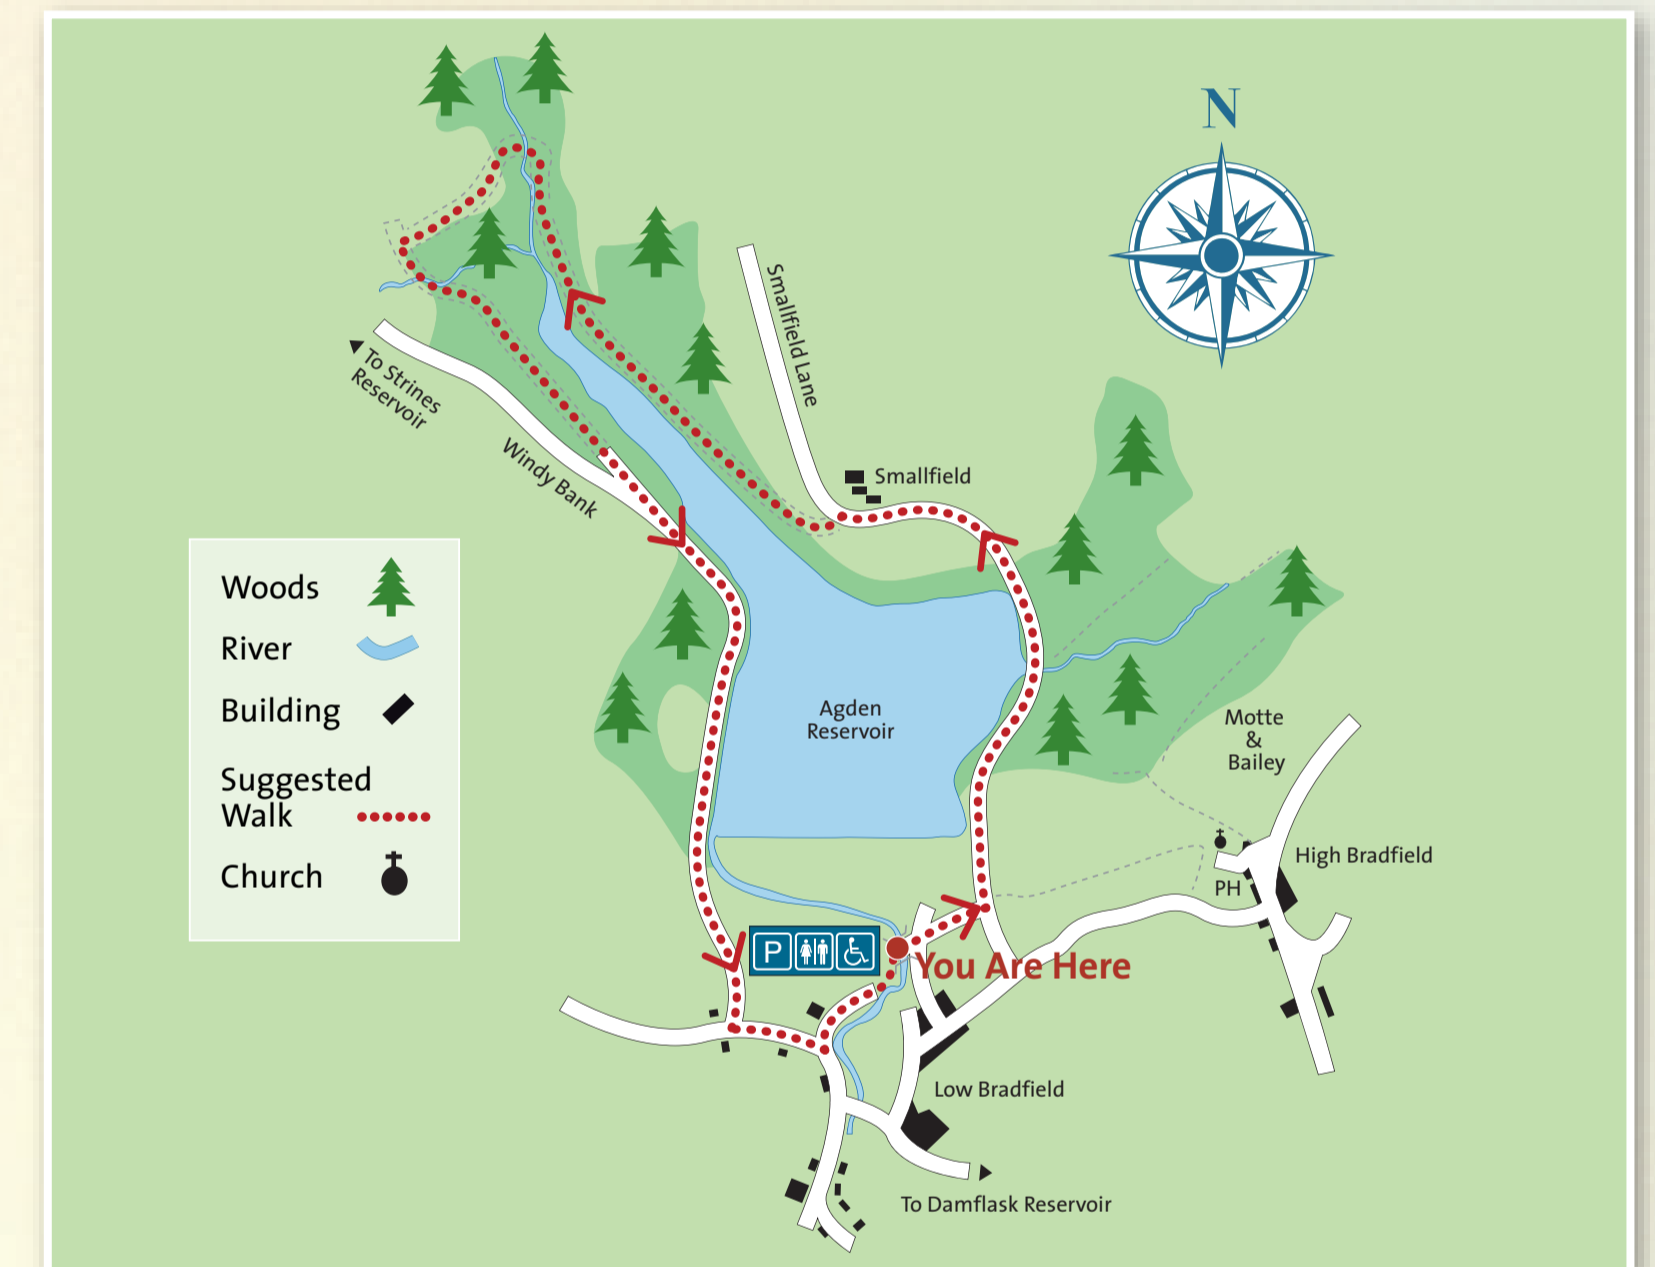 N
Smallfield Lane
To Strines
Reservoir
Windy Bank
Smallfield
Woods
River
Building
Suggested
Walk
Church
Agden
Reservoir
Motte
&
Bailey
High Bradfield
PH
P
You Are Here
Low Bradfield
To Damflask Reservoir